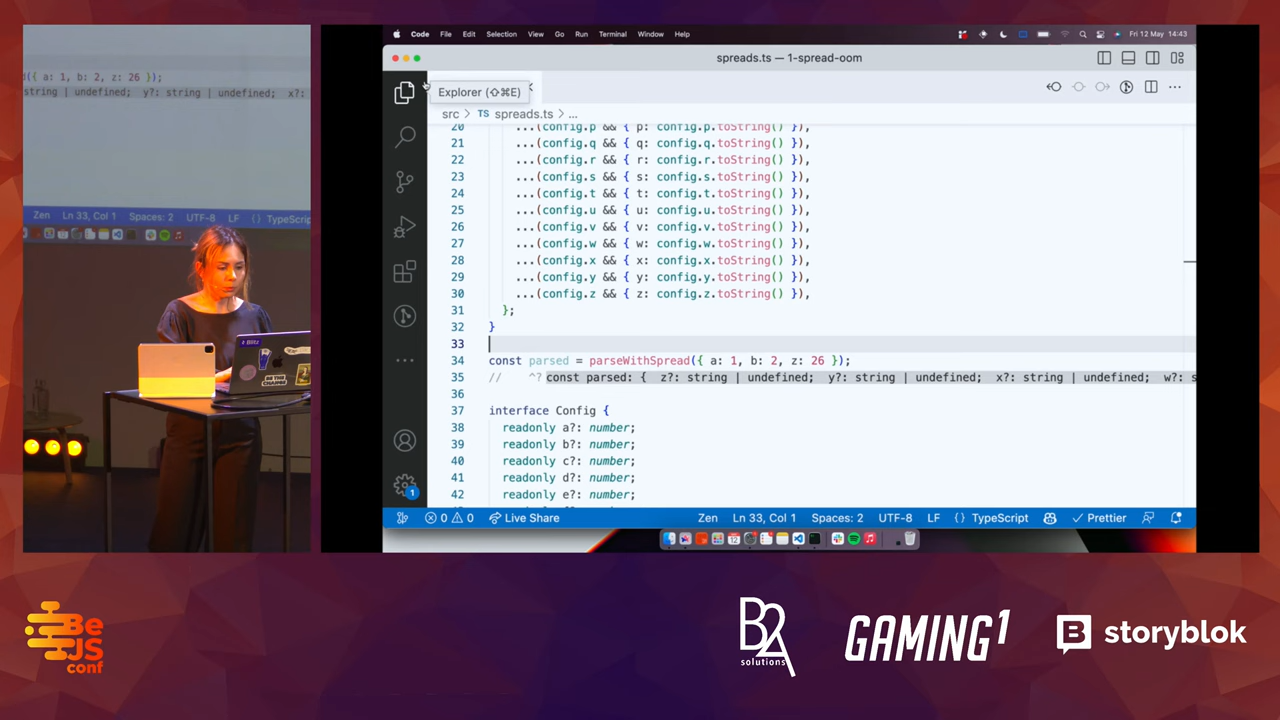 { a: 1, b: 2, z: 26 });
string | undefined; y?: string | undefined; x?:
Zen Ln 33, Col 1 Spaces: 2 UTF-8 LF {} TypeScript
Blitz
Code File Edit Selection View Go Run Terminal Window Help Fri 12 May 14:43
spreads.ts — 1-spread-oom
Explorer (⇧⌘E)
src > TS spreads.ts > ...
20 ...(config.p && { p: config.p.toString() }),
21 ...(config.q && { q: config.q.toString() }),
22 ...(config.r && { r: config.r.toString() }),
23 ...(config.s && { s: config.s.toString() }),
24 ...(config.t && { t: config.t.toString() }),
25 ...(config.u && { u: config.u.toString() }),
26 ...(config.v && { v: config.v.toString() }),
27 ...(config.w && { w: config.w.toString() }),
28 ...(config.x && { x: config.x.toString() }),
29 ...(config.y && { y: config.y.toString() }),
30 ...(config.z && { z: config.z.toString() }),
31 };
32 }
33
34 const parsed = parseWithSpread({ a: 1, b: 2, z: 26 });
35 // ^? const parsed: { z?: string | undefined; y?: string | undefined; x?: string | undefined; w?: s
36
37 interface Config {
38 readonly a?: number;
39 readonly b?: number;
40 readonly c?: number;
41 readonly d?: number;
42 readonly e?: number;
1
0 0 Live Share Zen Ln 33, Col 1 Spaces: 2 UTF-8 LF {} TypeScript Prettier
BeJS
conf
B2A
solutions
GAMING1
storyblok